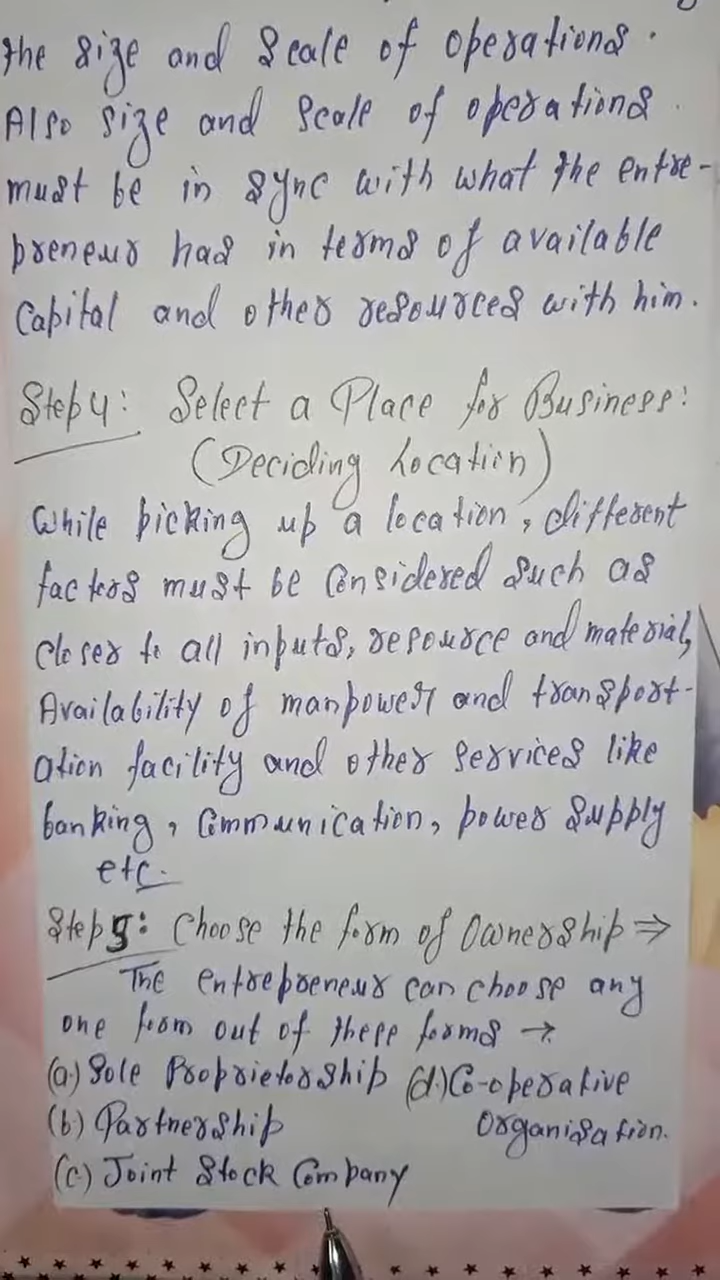 the size and scale of operations.
Also size and scale of operations
must be in sync with what the entre-
preneur has in terms of available
Capital and other resources with him.
Step 4: Select a Place for Business:
(Deciding Location)
While picking up a location, different
factors must be Considered such as
closer to all inputs, resource and material,
Availability of manpower and transport-
ation facility and other services like
banking, Communication, power supply
etc.
Step 5: Choose the form of Ownership ⇒
The entrepreneur can choose any
one form out of these forms →
(a) Sole Proprietorship (d.) Co-operative
(b) Partnership Organisation.
(c.) Joint Stock Company